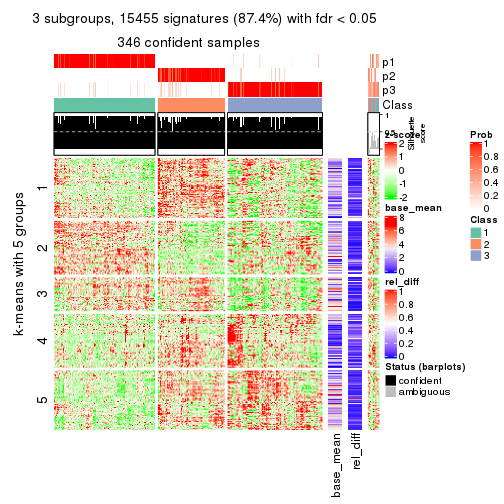 3 subgroups, 15455 signatures (87.4%) with fdr < 0.05
346 confident samples
p1
p2
p3
Class
1
0.5
Silhouette
score
k-means with 5 groups
1
2
3
4
5
base_mean
rel_diff
z-score
2
1
0
-1
-2
base_mean
8
6
4
2
0
rel_diff
1
0.8
0.6
0.4
0.2
0
Status (barplots)
confident
ambiguous
Prob
1
0.8
0.6
0.4
0.2
0
Class
1
2
3